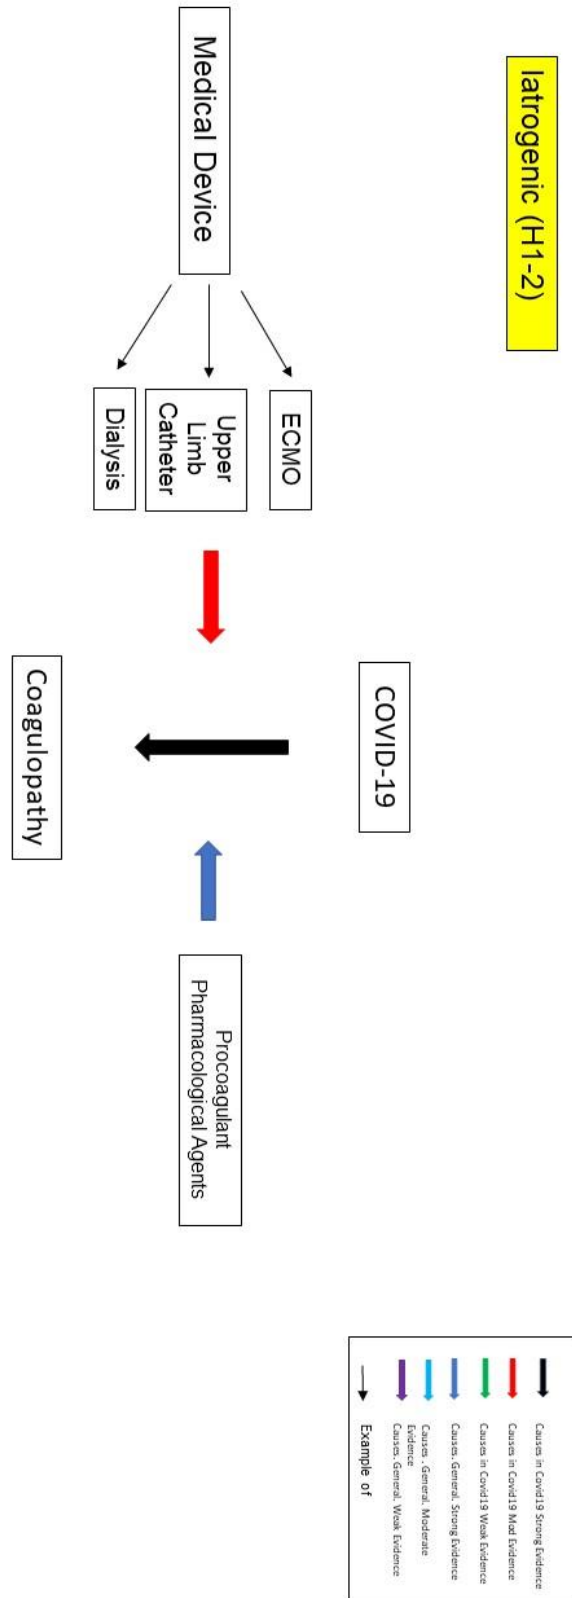 Iatrogenic (H1-2)
Medical Device
ECMO
Upper
Limb
Catheter
Dialysis
COVID-19
Coagulopathy
Procoagulant
Pharmacological Agents
Causes in Covid19 Strong Evidence
Causes in Covid19 Mod Evidence
Causes in Covid19 Weak Evidence
Causes, General, Strong Evidence
Causes , General, Moderate
Evidence
Causes, General, Weak Evidence
Example of